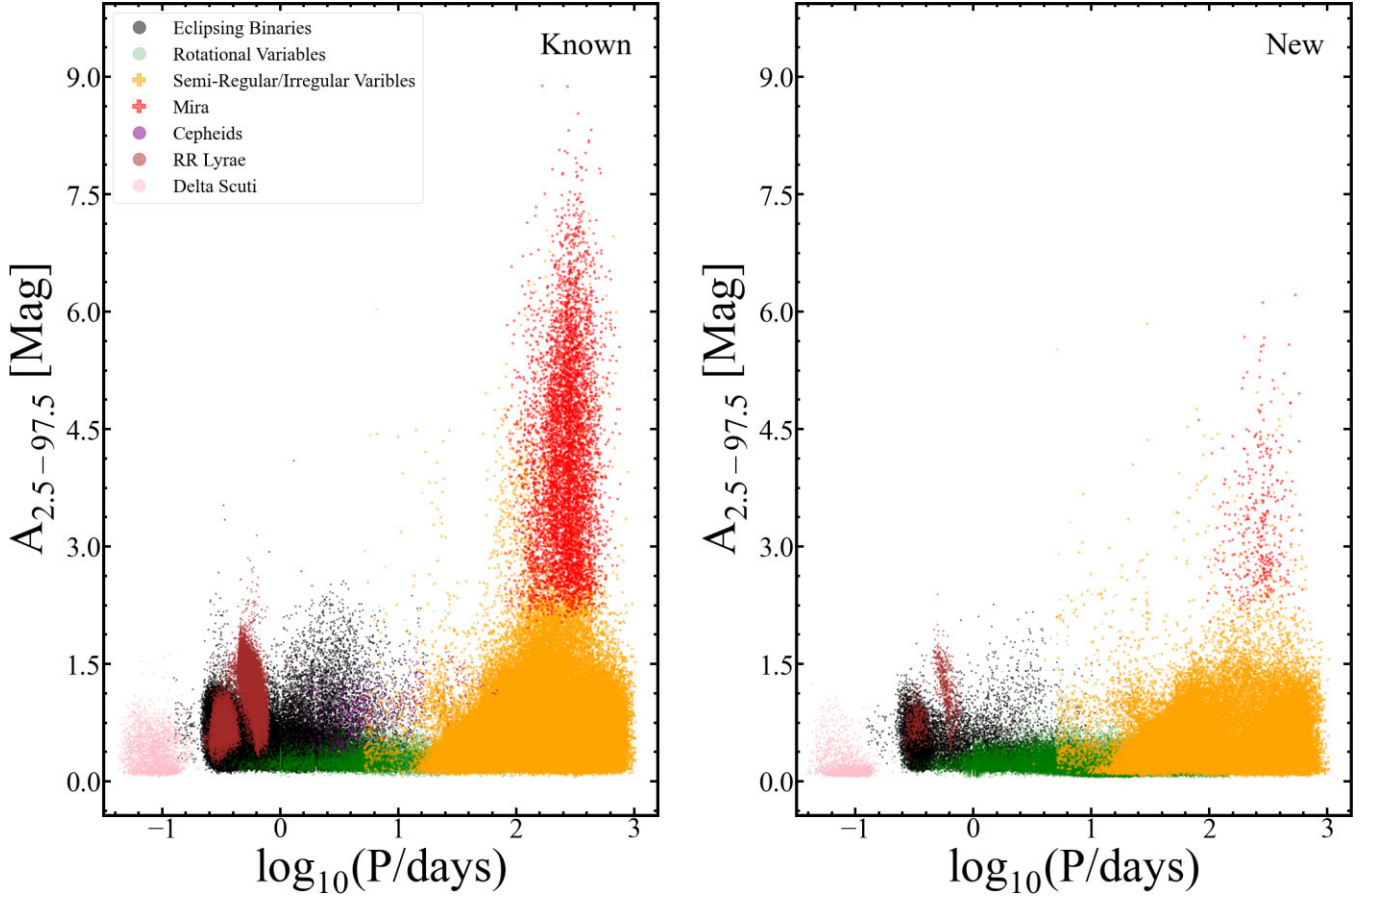 Eclipsing Binaries
Rotational Variables
Semi-Regular/Irregular Varibles
Mira
Cepheids
RR Lyrae
Delta Scuti
Known
9.0
7.5
6.0
4.5
3.0
1.5
0.0
A2.5−97.5 [Mag]
−1 0 1 2 3
log10(P/days)
New
9.0
7.5
6.0
4.5
3.0
1.5
0.0
A2.5−97.5 [Mag]
−1 0 1 2 3
log10(P/days)